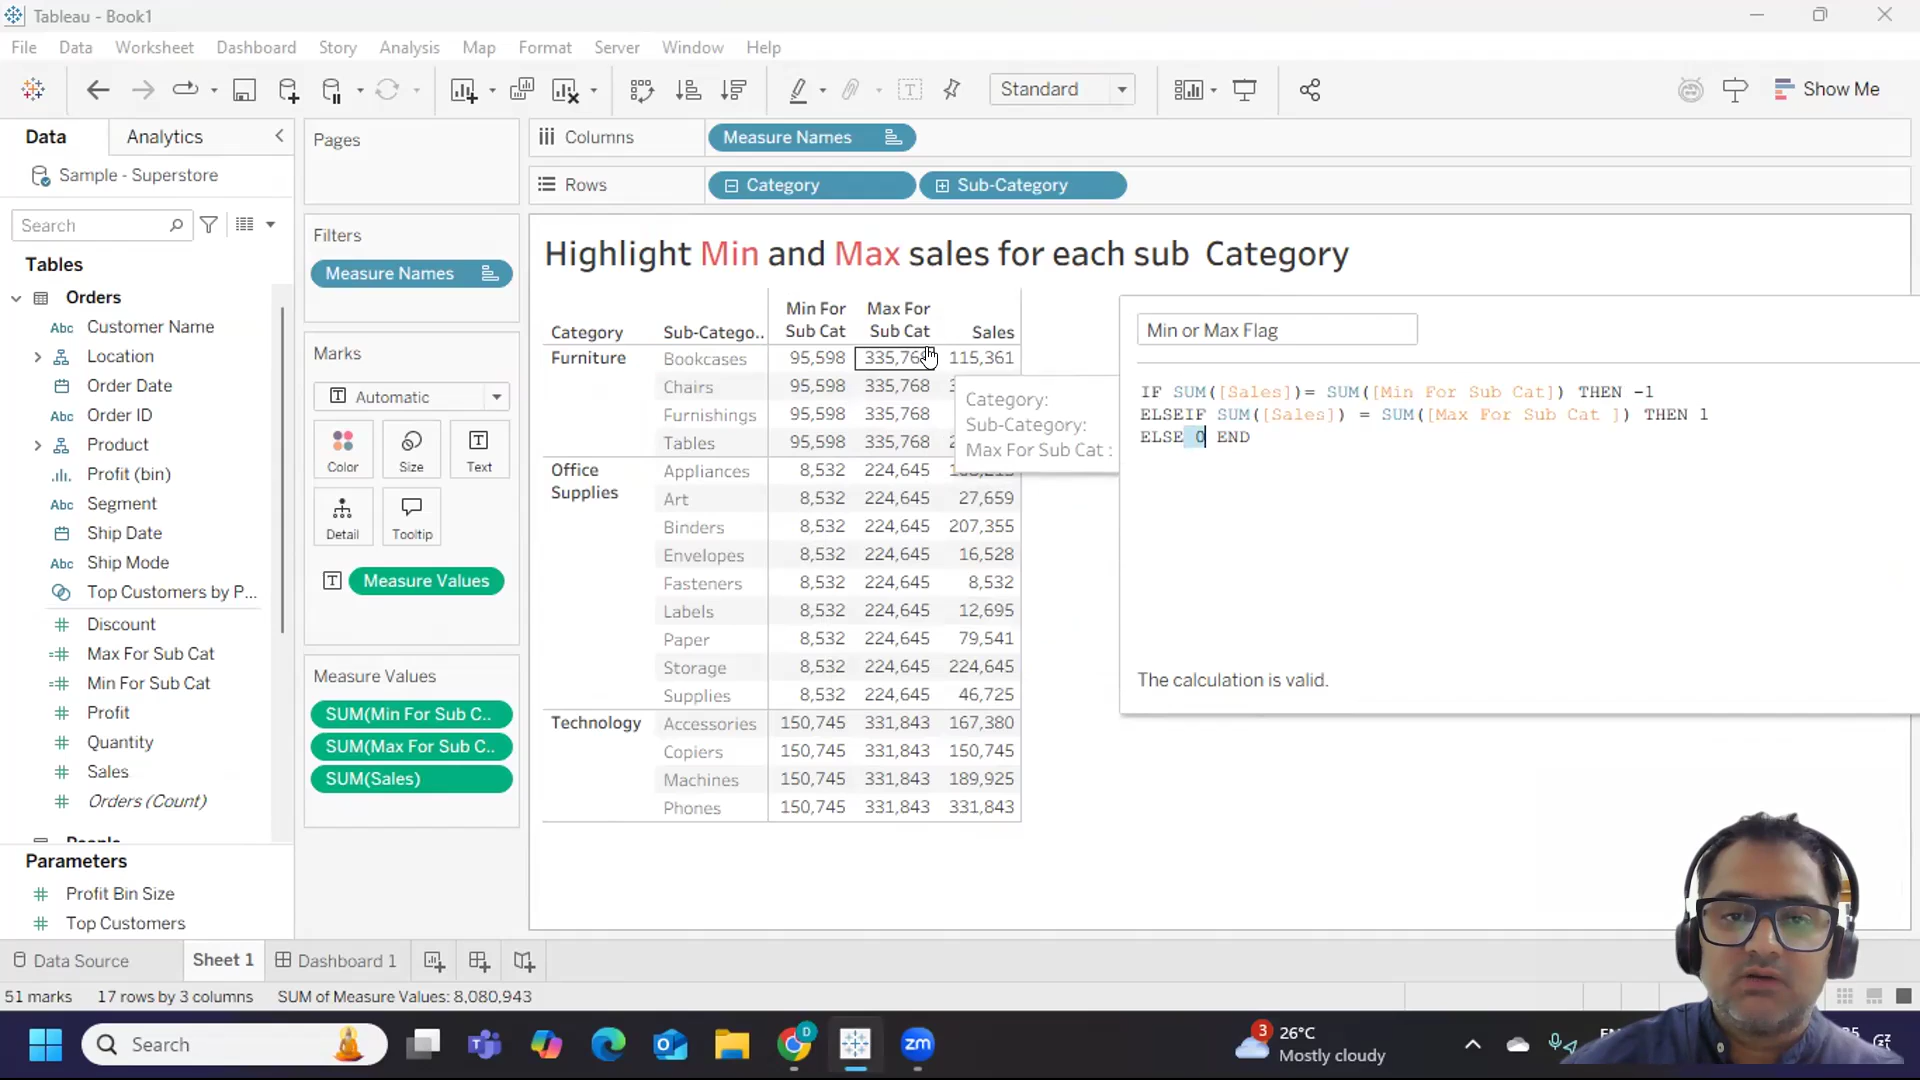 Tableau - Book1
File Data Worksheet Dashboard Story Analysis Map Format Server Window Help
Standard
Show Me
Data Analytics
Sample - Superstore
Search
Tables
Orders
Abc Customer Name
Location
Order Date
Abc Order ID
Product
Profit (bin)
Abc Segment
Ship Date
Abc Ship Mode
Top Customers by P...
Discount
Max For Sub Cat
Min For Sub Cat
Profit
Quantity
Sales
Orders (Count)
Parameters
Profit Bin Size
Top Customers
Pages
Filters
Measure Names
Marks
Automatic
Color Size Text
Detail Tooltip
Measure Values
Measure Values
SUM(Min For Sub C..
SUM(Max For Sub C..
SUM(Sales)
Columns Measure Names
Rows Category Sub-Category
Highlight Min and Max sales for each sub Category
Category Sub-Catego.. Min For Sub Cat Max For Sub Cat Sales
Furniture Bookcases 95,598 335,768 115,361
Chairs 95,598 335,768
Furnishings 95,598 335,768
Tables 95,598 335,768
Office Supplies Appliances 8,532 224,645
Art 8,532 224,645 27,659
Binders 8,532 224,645 207,355
Envelopes 8,532 224,645 16,528
Fasteners 8,532 224,645 8,532
Labels 8,532 224,645 12,695
Paper 8,532 224,645 79,541
Storage 8,532 224,645 224,645
Supplies 8,532 224,645 46,725
Technology Accessories 150,745 331,843 167,380
Copiers 150,745 331,843 150,745
Machines 150,745 331,843 189,925
Phones 150,745 331,843 331,843
Category:
Sub-Category:
Max For Sub Cat :
Min or Max Flag
IF SUM([Sales])= SUM([Min For Sub Cat]) THEN -1
ELSEIF SUM([Sales]) = SUM([Max For Sub Cat ]) THEN 1
ELSE 0 END
The calculation is valid.
Data Source Sheet 1 Dashboard 1
51 marks 17 rows by 3 columns SUM of Measure Values: 8,080,943
Search
zm
3
26°C
Mostly cloudy